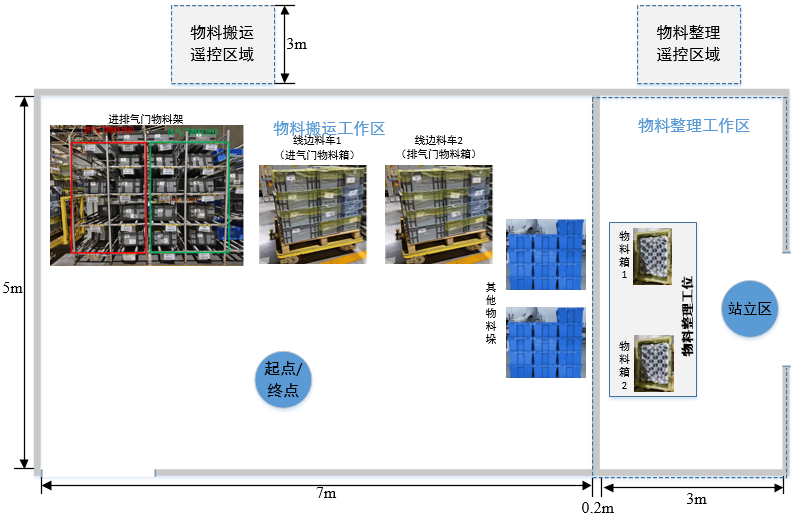 物料搬运
遥控区域
3m
物料整理
遥控区域
进排气门物料架
物料搬运工作区
线边料车1
（进气门物料箱）
线边料车2
（排气门物料箱）
物料整理工作区
5m
其他物料垛
物料箱1
物料箱2
物料整理工位
站立区
起点/
终点
7m
0.2m
3m